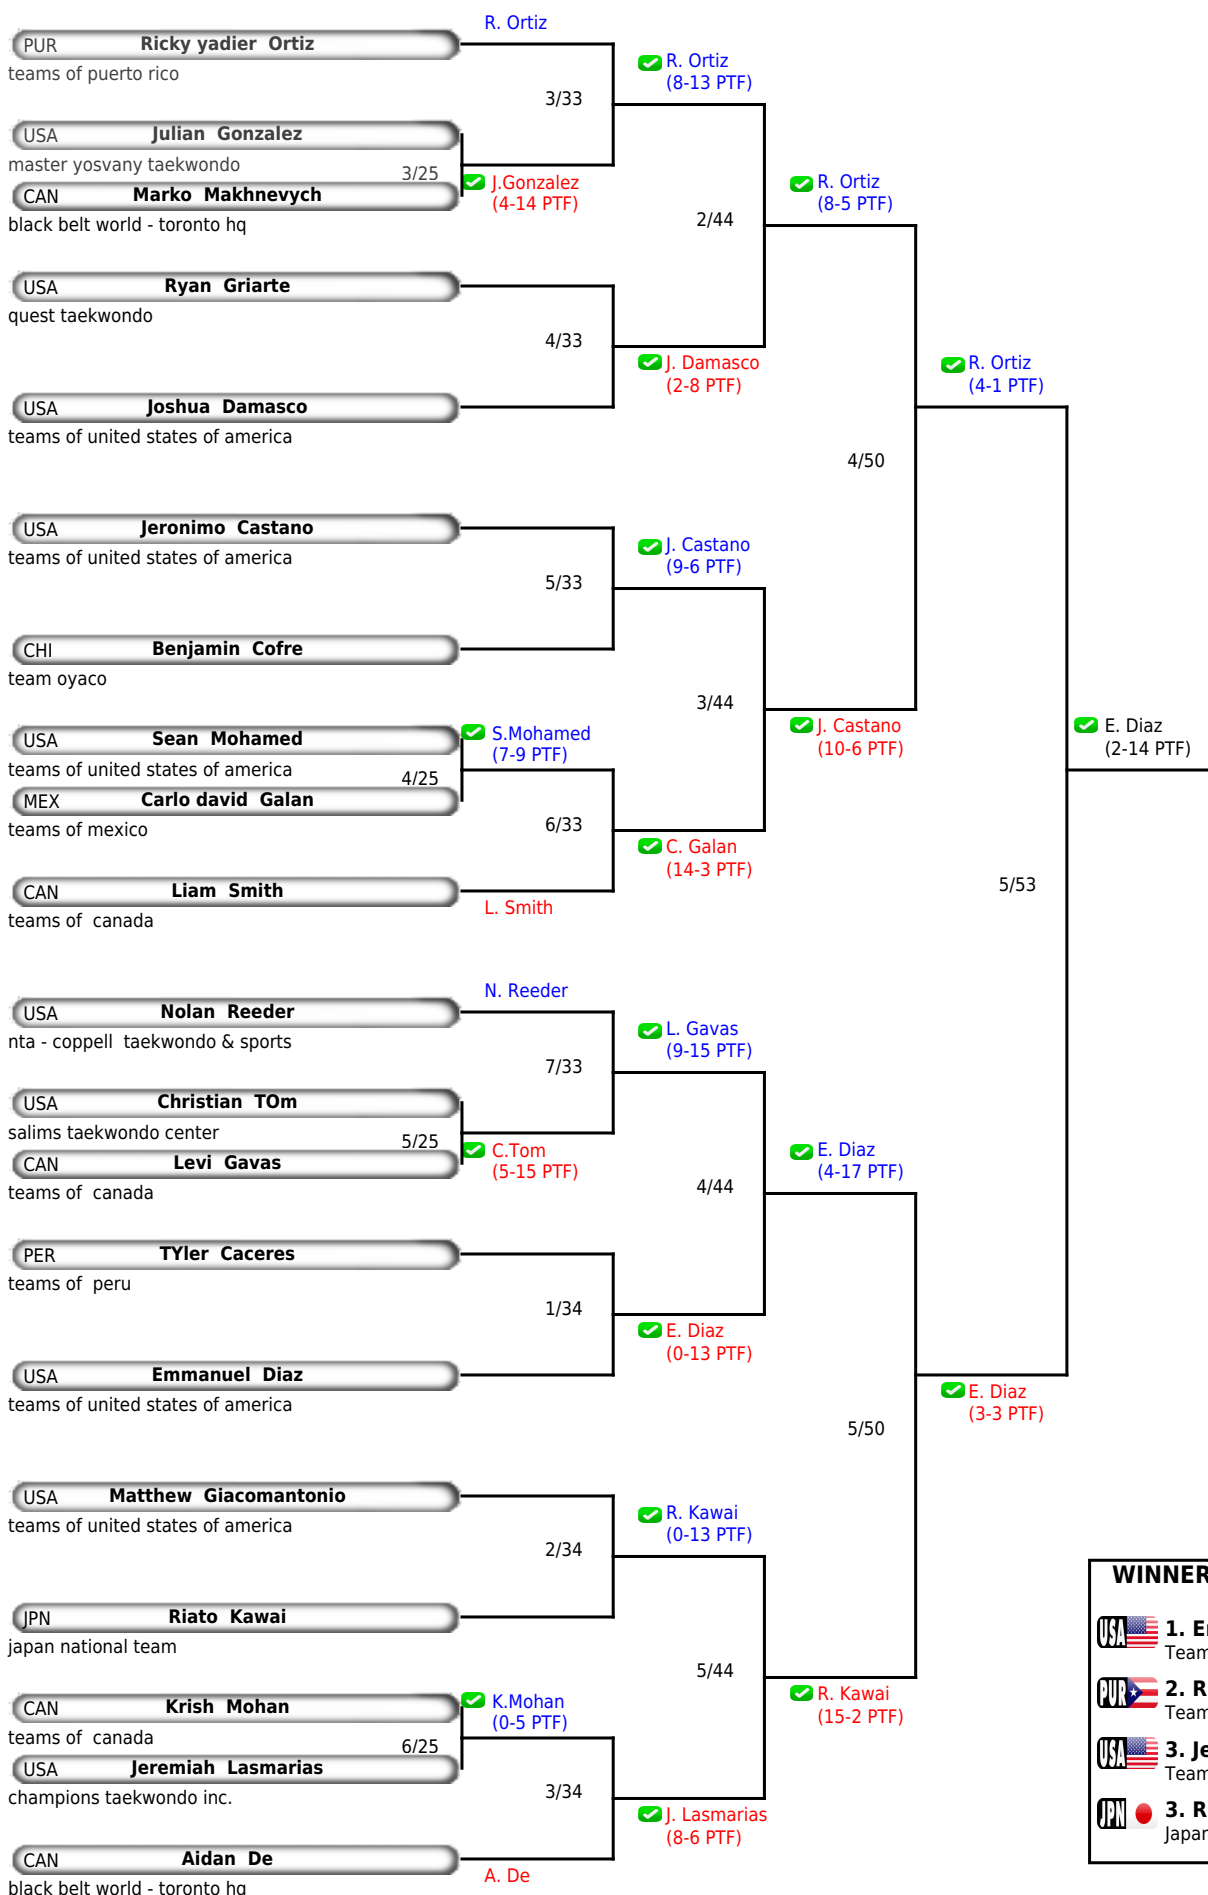 R. Ortiz
PUR Ricky yadier Ortiz
teams of puerto rico
R. Ortiz
(8-13 PTF)
3/33
USA Julian Gonzalez
master yosvany taekwondo
3/25
J.Gonzalez
(4-14 PTF)
CAN Marko Makhnevych
black belt world - toronto hq
R. Ortiz
(8-5 PTF)
2/44
USA Ryan Griarte
quest taekwondo
4/33
J. Damasco
(2-8 PTF)
R. Ortiz
(4-1 PTF)
USA Joshua Damasco
teams of united states of america
4/50
USA Jeronimo Castano
teams of united states of america
J. Castano
(9-6 PTF)
5/33
CHI Benjamin Cofre
team oyaco
3/44
J. Castano
(10-6 PTF)
E. Diaz
(2-14 PTF)
USA Sean Mohamed
teams of united states of america
S.Mohamed
(7-9 PTF)
4/25
MEX Carlo david Galan
teams of mexico
6/33
C. Galan
(14-3 PTF)
CAN Liam Smith
teams of canada
L. Smith
5/53
N. Reeder
USA Nolan Reeder
nta - coppell taekwondo & sports
L. Gavas
(9-15 PTF)
7/33
USA Christian TOm
salims taekwondo center
5/25
C.Tom
(5-15 PTF)
CAN Levi Gavas
teams of canada
E. Diaz
(4-17 PTF)
4/44
PER TYler Caceres
teams of peru
1/34
E. Diaz
(0-13 PTF)
USA Emmanuel Diaz
teams of united states of america
E. Diaz
(3-3 PTF)
5/50
USA Matthew Giacomantonio
teams of united states of america
R. Kawai
(0-13 PTF)
2/34
JPN Riato Kawai
japan national team
5/44
R. Kawai
(15-2 PTF)
CAN Krish Mohan
teams of canada
K.Mohan
(0-5 PTF)
6/25
USA Jeremiah Lasmarias
champions taekwondo inc.
3/34
J. Lasmarias
(8-6 PTF)
CAN Aidan De
black belt world - toronto hq
A. De
WINNER
USA 1.
Team
PUR 2. R
Team
USA 3. Je
Team
JPN 3. R
Japan